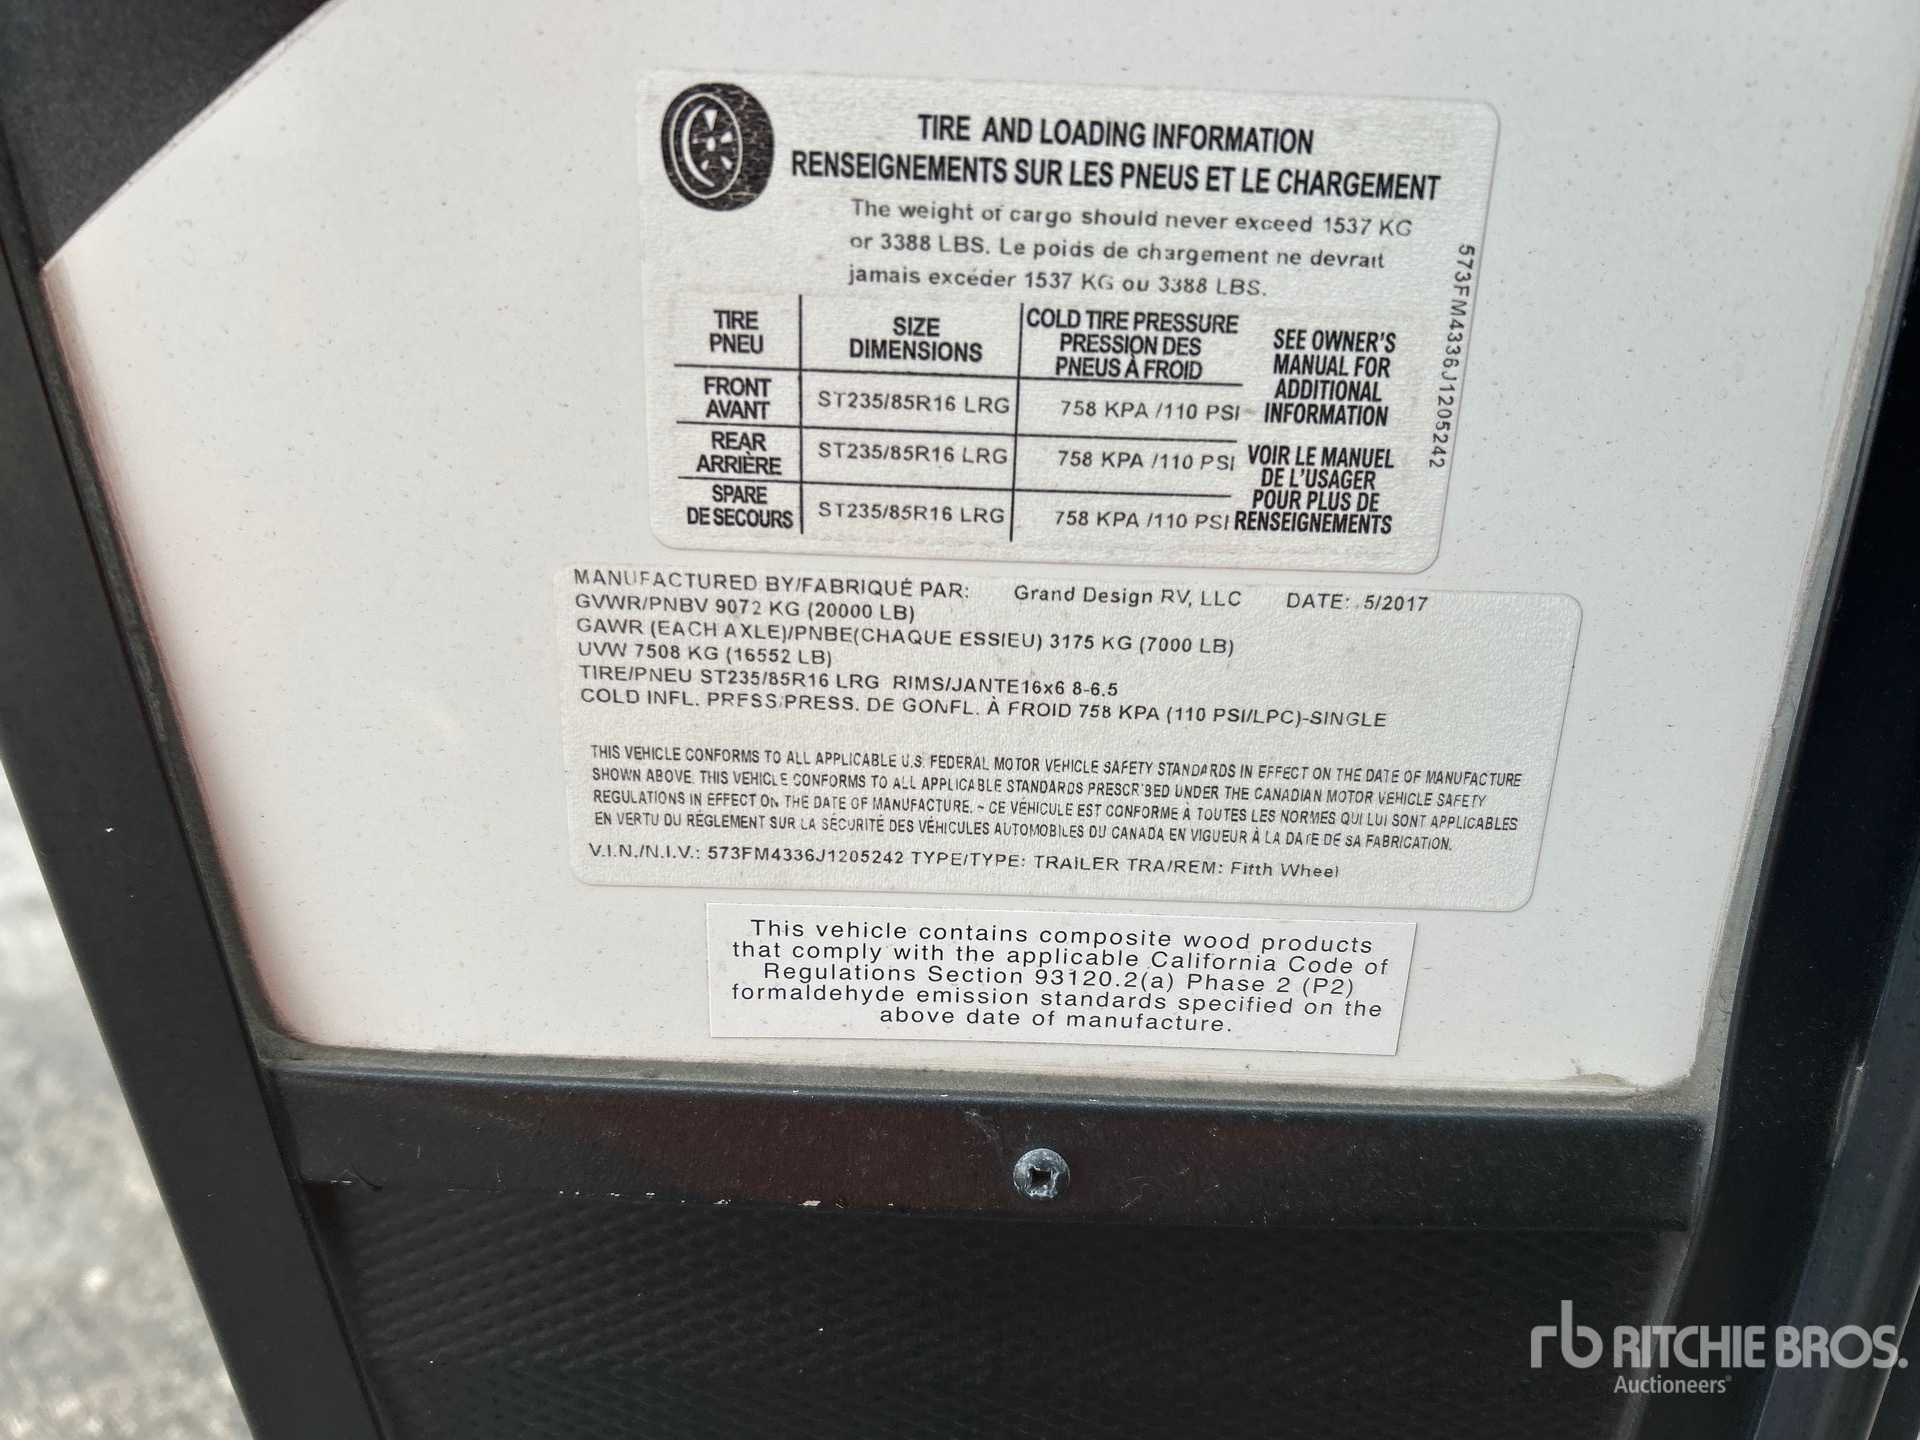 TIRE AND LOADING INFORMATION
RENSEIGNEMENTS SUR LES PNEUS ET LE CHARGEMENT
The weight of cargo should never exceed 1537 KG
or 3388 LBS. Le poids de chargement ne devrait
jamais excéder 1537 KG ou 3388 LBS.
TIRE
PNEU
SIZE
DIMENSIONS
COLD TIRE PRESSURE
PRESSION DES
PNEUS À FROID
FRONT
AVANT
ST235/85R16 LRG
758 KPA /110 PSI
REAR
ARRIÈRE
ST235/85R16 LRG
758 KPA /110 PSI
SPARE
DE SECOURS
ST235/85R16 LRG
758 KPA /110 PSI
SEE OWNER'S
MANUAL FOR
ADDITIONAL
INFORMATION
VOIR LE MANUEL
DE L'USAGER
POUR PLUS DE
RENSEIGNEMENTS
573FM4336J1205242
MANUFACTURED BY/FABRIQUÉ PAR: Grand Design RV, LLC DATE: 5/2017
GVWR/PNBV 9072 KG (20000 LB)
GAWR (EACH AXLE)/PNBE(CHAQUE ESSIEU) 3175 KG (7000 LB)
UVW 7508 KG (16552 LB)
TIRE/PNEU ST235/85R16 LRG RIMS/JANTE16x6 8-6.5
COLD INFL. PRESS/PRESS. DE GONFL. À FROID 758 KPA (110 PSI/LPC)-SINGLE
THIS VEHICLE CONFORMS TO ALL APPLICABLE U.S. FEDERAL MOTOR VEHICLE SAFETY STANDARDS IN EFFECT ON THE DATE OF MANUFACTURE
SHOWN ABOVE. THIS VEHICLE CONFORMS TO ALL APPLICABLE STANDARDS PRESCRIBED UNDER THE CANADIAN MOTOR VEHICLE SAFETY
REGULATIONS IN EFFECT ON THE DATE OF MANUFACTURE. ~ CE VÉHICULE EST CONFORME À TOUTES LES NORMES QUI LUI SONT APPLICABLES
EN VERTU DU RÉGLEMENT SUR LA SÉCURITÉ DES VÉHICULES AUTOMOBILES DU CANADA EN VIGUEUR À LA DATE DE SA FABRICATION.
V.I.N./N.I.V.: 573FM4336J1205242 TYPE/TYPE: TRAILER TRA/REM: Fifth Wheel
This vehicle contains composite wood products
that comply with the applicable California Code of
Regulations Section 93120.2(a) Phase 2 (P2)
formaldehyde emission standards specified on the
above date of manufacture.
rb RITCHIE BROS.
Auctioneers